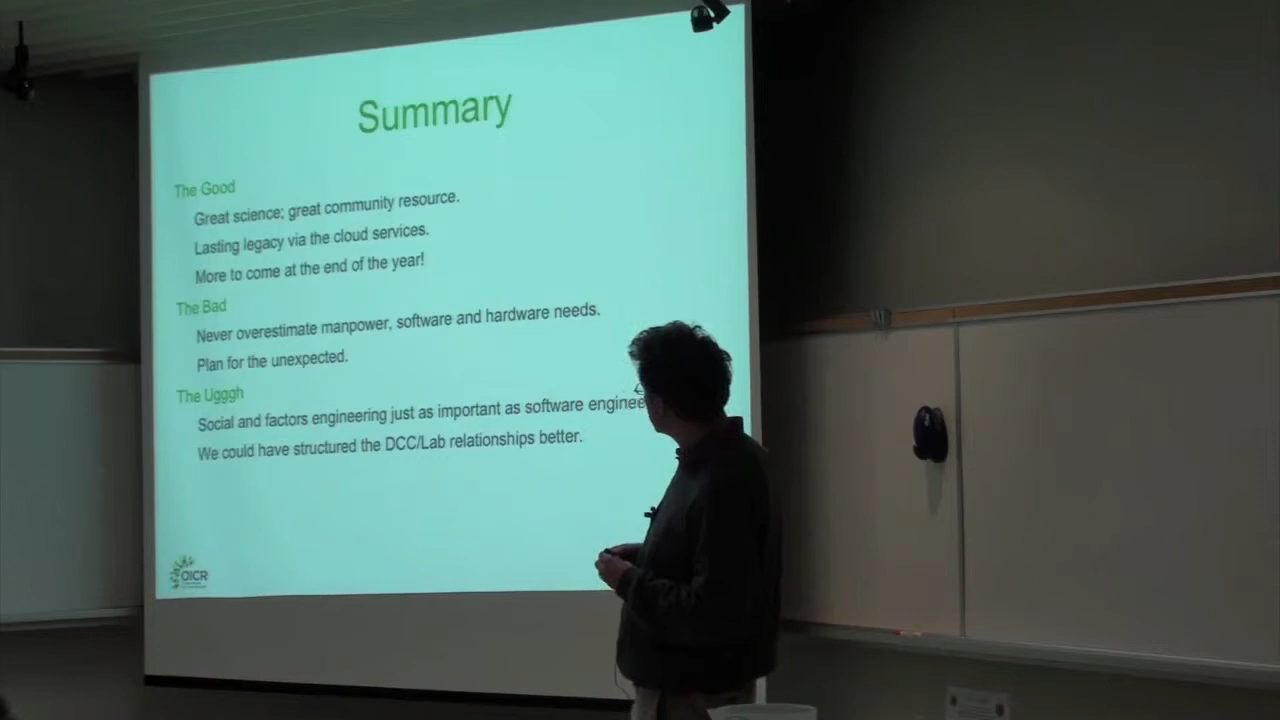 Summary
The Good
Great science; great community resource.
Lasting legacy via the cloud services.
More to come at the end of the year!
The Bad
Never overestimate manpower, software and hardware needs.
Plan for the unexpected.
The Ugggh
Social and factors engineering just as important as software enginee
We could have structured the DCC/Lab relationships better.
OICR